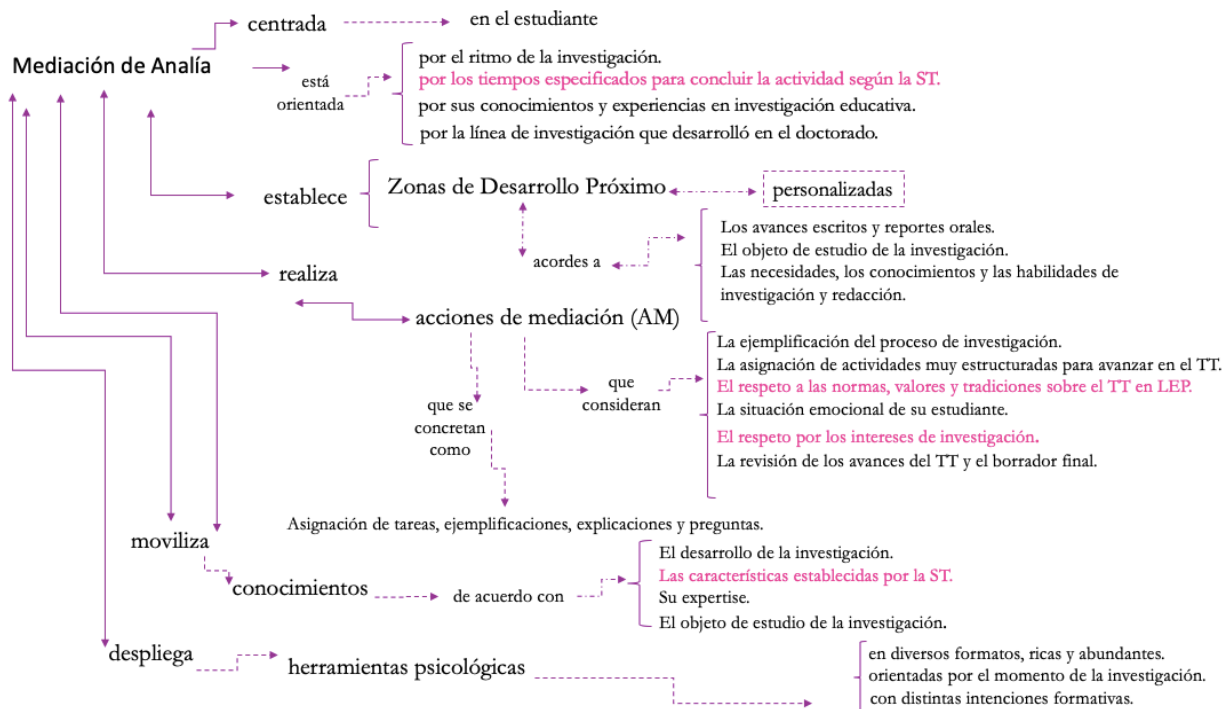 centrada
en el estudiante
Mediación de Analía
está
orientada
por el ritmo de la investigación.
por los tiempos especificados para concluir la actividad según la ST.
por sus conocimientos y experiencias en investigación educativa.
por la línea de investigación que desarrolló en el doctorado.
establece
Zonas de Desarrollo Próximo
personalizadas
acordes a
Los avances escritos y reportes orales.
El objeto de estudio de la investigación.
Las necesidades, los conocimientos y las habilidades de
investigación y redacción.
realiza
acciones de mediación (AM)
que
consideran
La ejemplificación del proceso de investigación.
La asignación de actividades muy estructuradas para avanzar en el TT.
El respeto a las normas, valores y tradiciones sobre el TT en LEP.
La situación emocional de su estudiante.
El respeto por los intereses de investigación.
La revisión de los avances del TT y el borrador final.
que se
concretan
como
Asignación de tareas, ejemplificaciones, explicaciones y preguntas.
moviliza
conocimientos
de acuerdo con
El desarrollo de la investigación.
Las características establecidas por la ST.
Su expertise.
El objeto de estudio de la investigación.
despliega
herramientas psicológicas
en diversos formatos, ricas y abundantes.
orientadas por el momento de la investigación.
con distintas intenciones formativas.